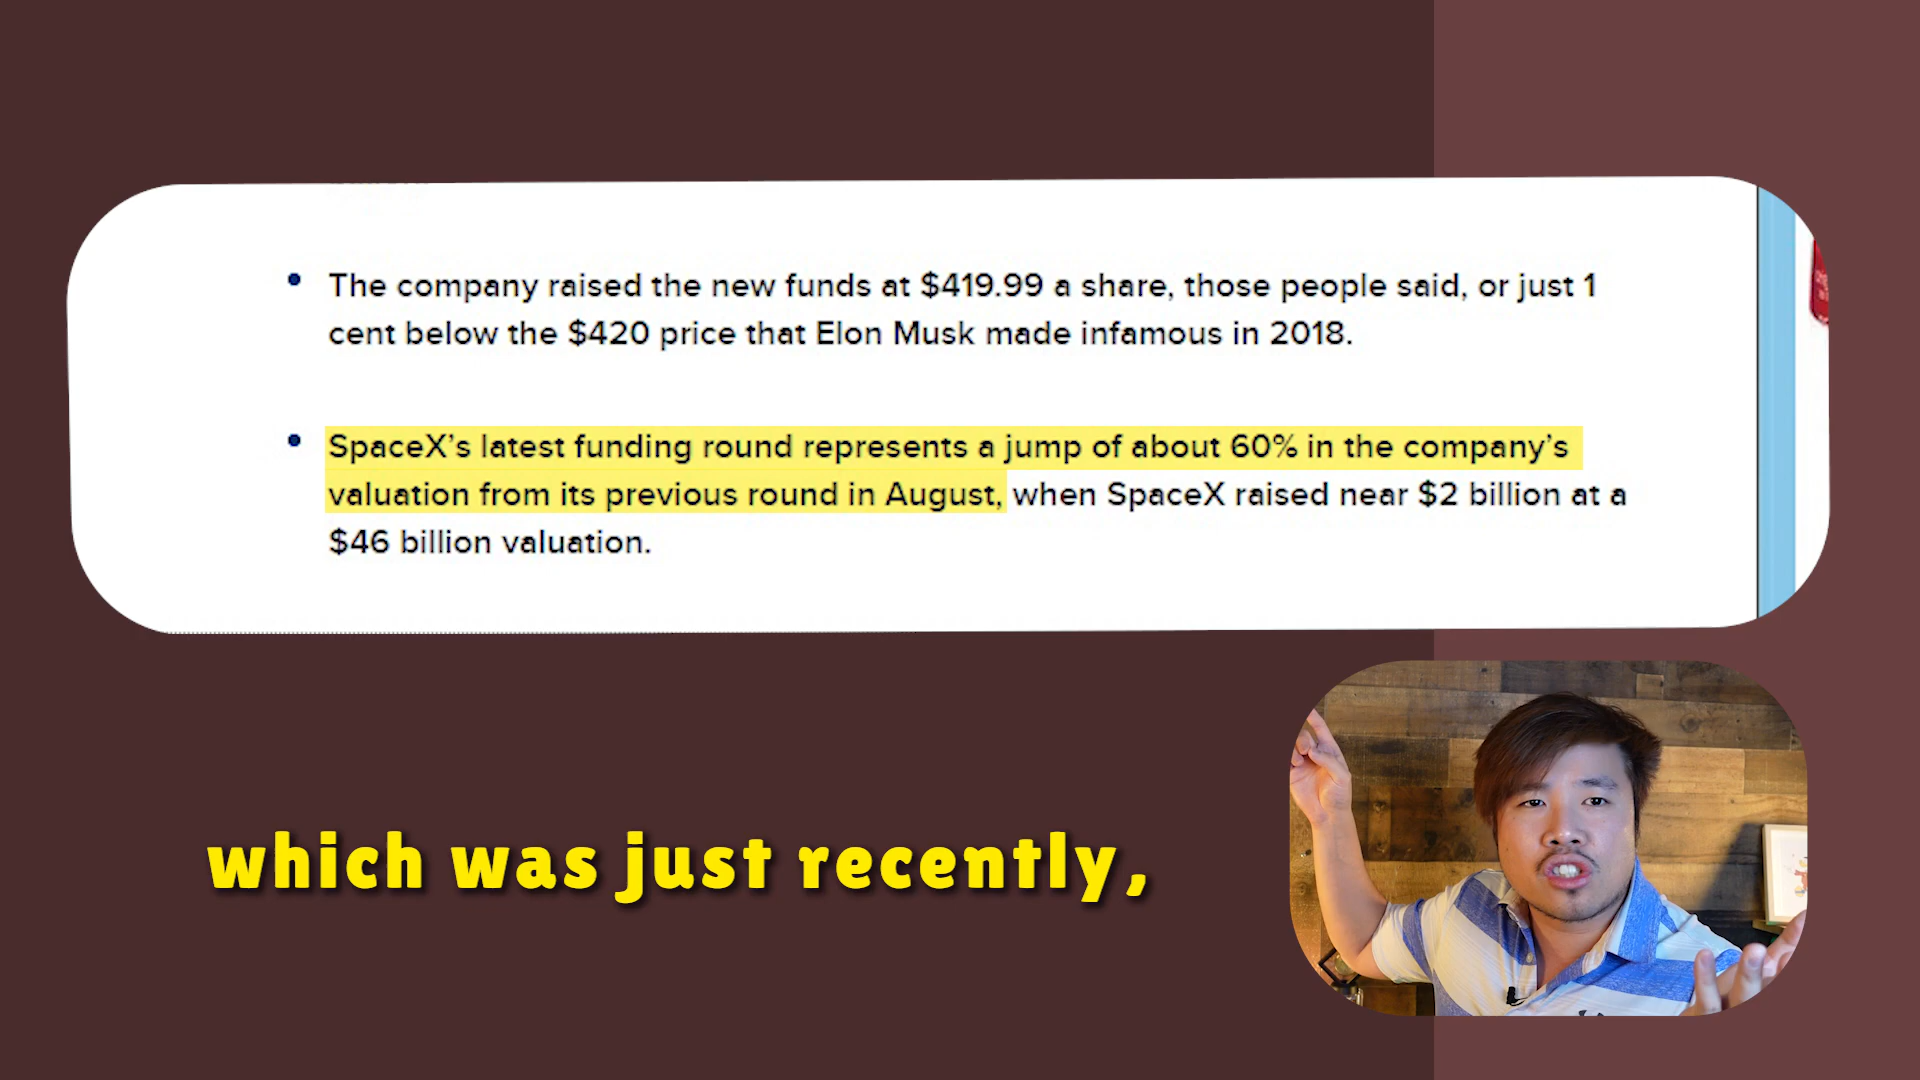 The company raised the new funds at $419.99 a share, those people said, or just 1
cent below the $420 price that Elon Musk made infamous in 2018.
SpaceX's latest funding round represents a jump of about 60% in the company's
valuation from its previous round in August, when SpaceX raised near $2 billion at a
$46 billion valuation.
which was just recently,